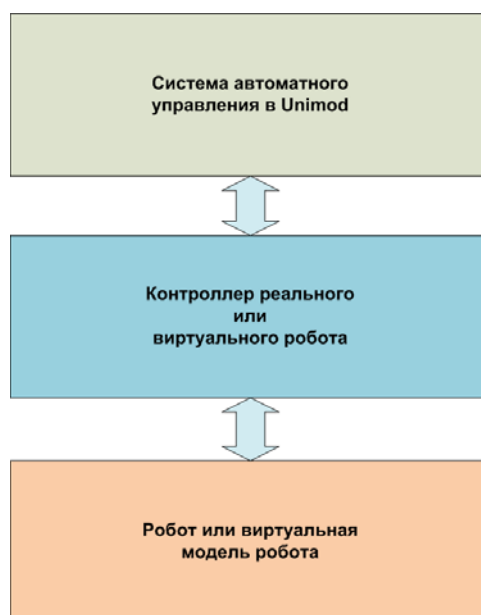 Система автоматного
управления в Unimod
Контроллер реального
или
виртуального робота
Робот или виртуальная
модель робота